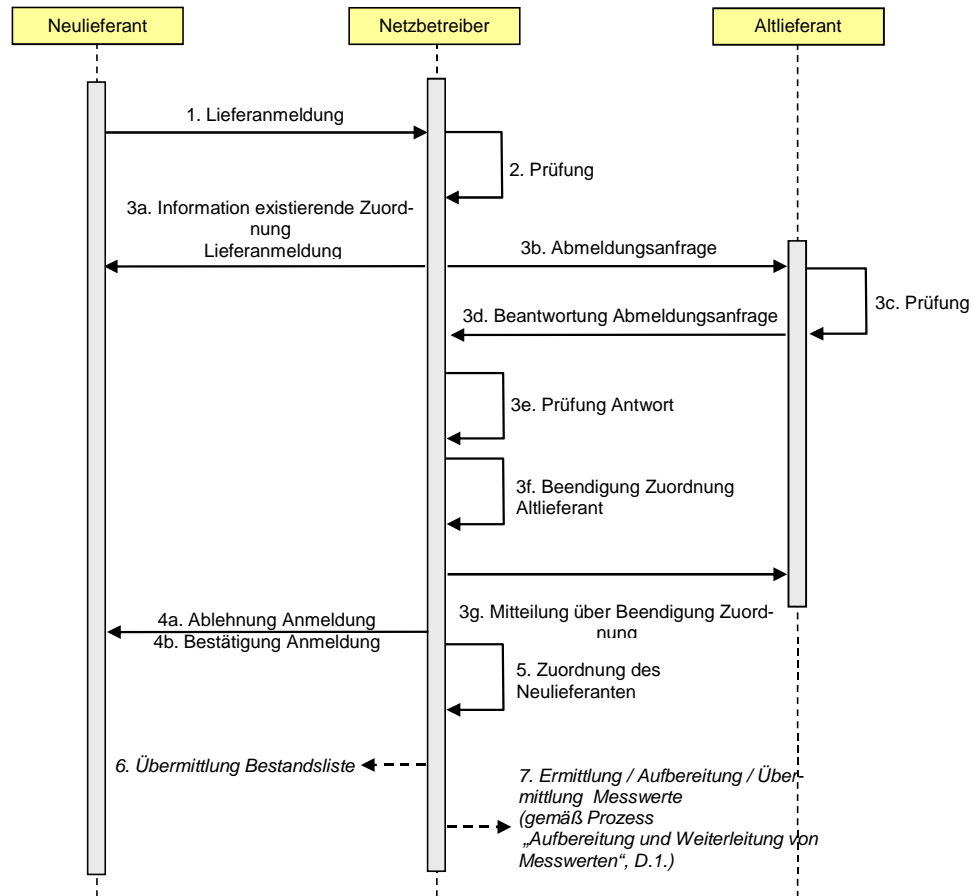 Neulieferant
Netzbetreiber
Altlieferant
1. Lieferanmeldung
2. Prüfung
3a. Information existierende Zuord-
nung
Lieferanmeldung
3b. Abmeldungsanfrage
3c. Prüfung
3d. Beantwortung Abmeldungsanfrage
3e. Prüfung Antwort
3f. Beendigung Zuordnung
Altlieferant
3g. Mitteilung über Beendigung Zuord-
nung
4a. Ablehnung Anmeldung
4b. Bestätigung Anmeldung
5. Zuordnung des
Neulieferanten
6. Übermittlung Bestandsliste
7. Ermittlung / Aufbereitung / Über-
mittlung Messwerte
(gemäß Prozess
„Aufbereitung und Weiterleitung von
Messwerten“, D.1.)